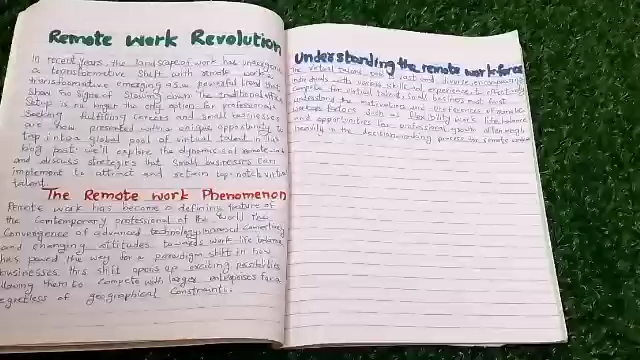 Remote work Revolution
In recent years, the landscape of work has undergone
a transformative shift with remote work
transformative emerging as a powerful trend that
show no signs of slowing down the traditional office
Setup is no longer the only option for professionals
Seeking fulfilling careers and small businesses
are now presented with a unique opportunity to
tap into a global pool of virtual talent in this
blog post we'll explore the dynamics of remote work
and discuss strategies that small businesses can
implement to attract and retain top-notch virtual
talent.
The Remote work Phenomenon
Remote work has become a defining feature of
the Contemporary professional of the world The
Convergence of advanced technology increased Connectivity
and changing attitudes towards work life balance
has paved the way for a paradigm shift in how
businesses this shift opens up exciting possibilities
llowing them to compete with larger enterprises for a
egretless of geographical Constraints.
Understanding the remote workforce
The virtual talent pool is vast and diverse
individuals with various skills and experience to effectively
compete for virtual talent, small business must first
understand the motivations and preferences of remote
factors such as flexibility work life balance
and opportunities for professional growth often weigh
heavily in the decision making process for remote